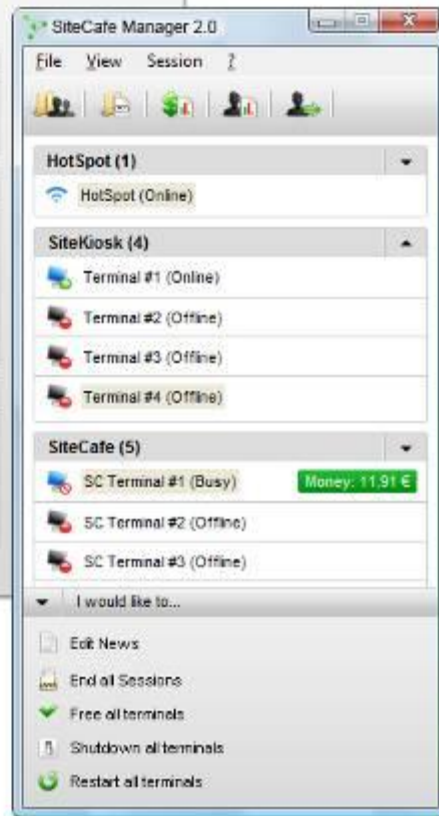 SiteCafe Manager 2.0
File View Session ?
HotSpot (1)
HotSpot (Online)
SiteKiosk (4)
Terminal #1 (Online)
Terminal #2 (Offline)
Terminal #3 (Offline)
Terminal #4 (Offline)
SiteCafe (5)
SC Terminal #1 (Busy) Money: 11,91 €
SC Terminal #2 (Offline)
SC Terminal #3 (Offline)
I would like to...
Edit News
End all Sessions
Free all terminals
Shutdown all terminals
Restart all terminals